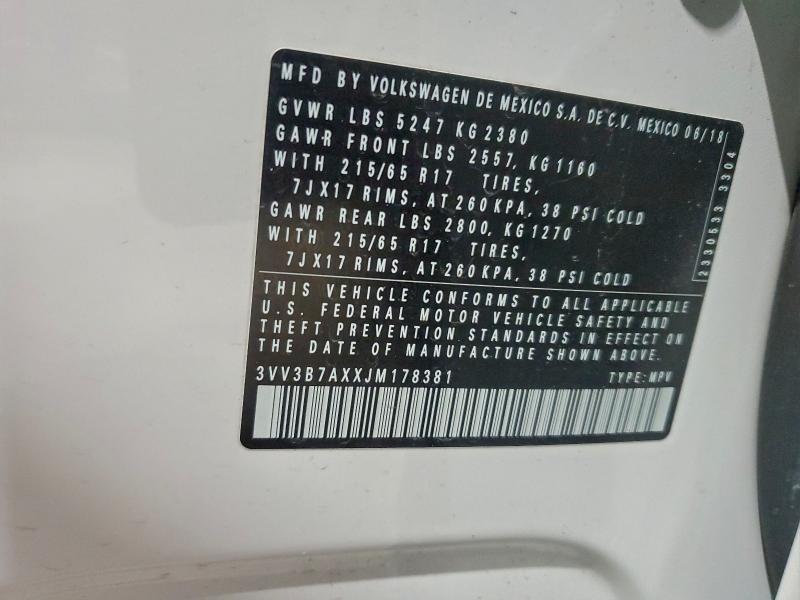 MFD BY VOLKSWAGEN DE MEXICO S.A. DE C.V. MEXICO 06/18
GVWR LBS 5247 KG 2380
GAWR FRONT LBS 2557, KG 1160
WITH 215/65 R17 TIRES,
7JX17 RIMS, AT 260 KPA, 38 PSI COLD
GAWR REAR LBS 2800, KG 1270
WITH 215/65 R17 TIRES,
7JX17 RIMS, AT 260 KPA, 38 PSI COLD
2330533 3304
THIS VEHICLE CONFORMS TO ALL APPLICABLE
U.S. FEDERAL MOTOR VEHICLE SAFETY AND
THEFT PREVENTION STANDARDS IN EFFECT ON
THE DATE OF MANUFACTURE SHOWN ABOVE.
3VV3B7AXXJM178381 TYPE: MPV